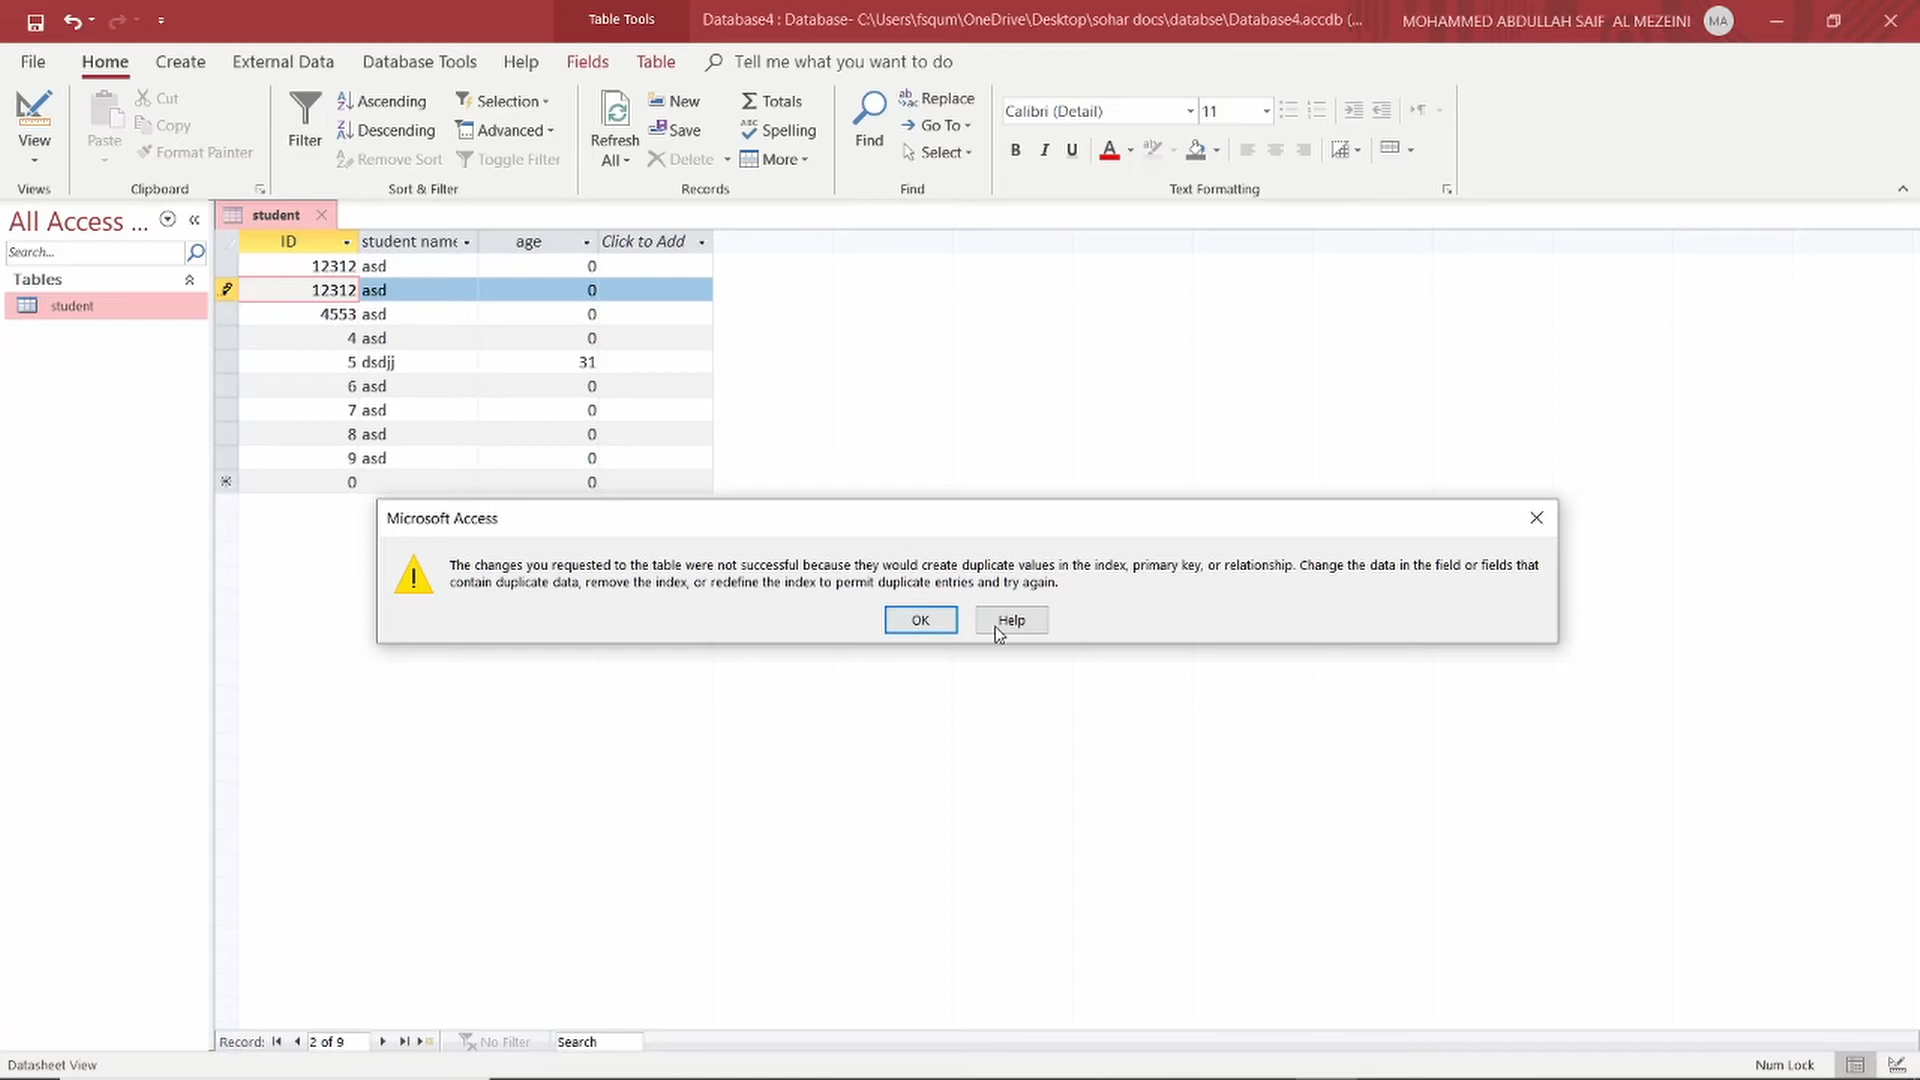 Table Tools
Database4 : Database- C:\Users\fsqum\OneDrive\Desktop\sohar docs\databse\Database4.accdb (...
MOHAMMED ABDULLAH SAIF AL MEZEINI
MA
File Home Create External Data Database Tools Help Fields Table Tell me what you want to do
View
Views
Paste
Cut
Copy
Format Painter
Clipboard
Filter
Ascending
Descending
Remove Sort
Selection
Advanced
Toggle Filter
Sort & Filter
Refresh
All
New
Save
Delete
Totals
Spelling
More
Records
Find
Replace
Go To
Select
Find
Calibri (Detail) 11
B I U A
Text Formatting
All Access ...
Search...
Tables
student
student
ID student name age Click to Add
12312 asd 0
12312 asd 0
4553 asd 0
4 asd 0
5 dsdjj 31
6 asd 0
7 asd 0
8 asd 0
9 asd 0
0 0
Microsoft Access
The changes you requested to the table were not successful because they would create duplicate values in the index, primary key, or relationship. Change the data in the field or fields that
contain duplicate data, remove the index, or redefine the index to permit duplicate entries and try again.
OK Help
Record: 2 of 9 No Filter Search
Datasheet View Num Lock